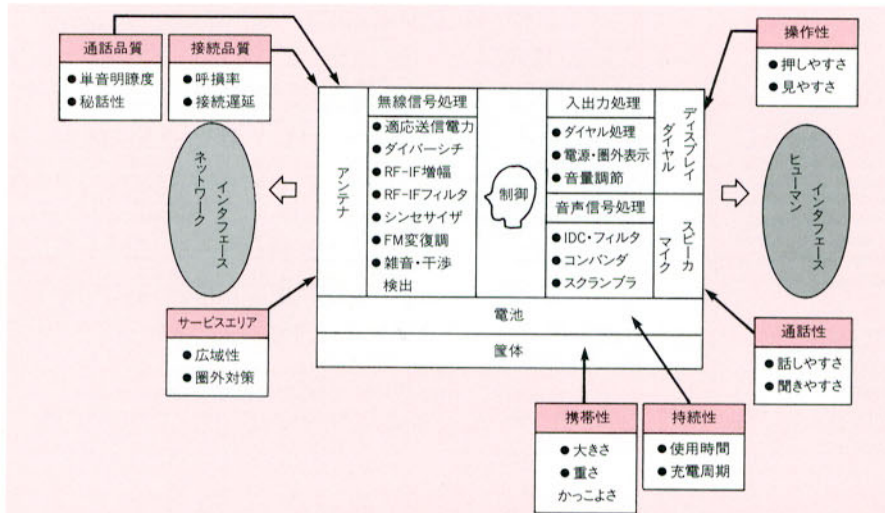 通話品質
●単音明瞭度
●秘話性
接続品質
●呼損率
●接続遅延
操作性
●押しやすさ
●見やすさ
ネットワーク
インタフェース
アンテナ
無線信号処理
●適応送信電力
●ダイバーシチ
●RF-IF増幅
●RF-IFフィルタ
●シンセサイザ
●FM変復調
●雑音・干渉
検出
制御
入出力処理
●ダイヤル処理
●電源・圏外表示
●音量調節
音声信号処理
●IDC・フィルタ
●コンパンダ
●スクランブラ
ディスプレイ
ダイヤル
スピーカ
マイク
ヒューマン
インタフェース
電池
筐体
サービスエリア
●広域性
●圏外対策
通話性
●話しやすさ
●聞きやすさ
携帯性
●大きさ
●重さ
かっこよさ
持続性
●使用時間
●充電周期